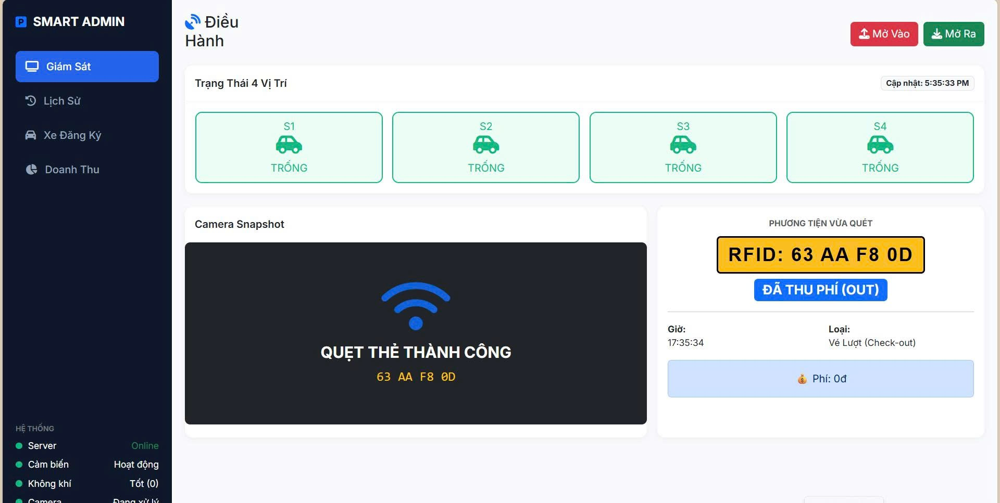 SMART ADMIN
Giám Sát
Lịch Sử
Xe Đăng Ký
Doanh Thu
HỆ THỐNG
Server Online
Cảm biến Hoạt động
Không khí Tốt (0)
Camera Đang xử lý
Điều
Hành
Mở Vào
Mở Ra
Trạng Thái 4 Vị Trí
Cập nhật: 5:35:33 PM
S1
TRỐNG
S2
TRỐNG
S3
TRỐNG
S4
TRỐNG
Camera Snapshot
QUẸT THẺ THÀNH CÔNG
63 AA F8 0D
PHƯƠNG TIỆN VỪA QUÉT
RFID: 63 AA F8 0D
ĐÃ THU PHÍ (OUT)
Giờ:
17:35:34
Loại:
Vé Lượt (Check-out)
Phí: 0đ